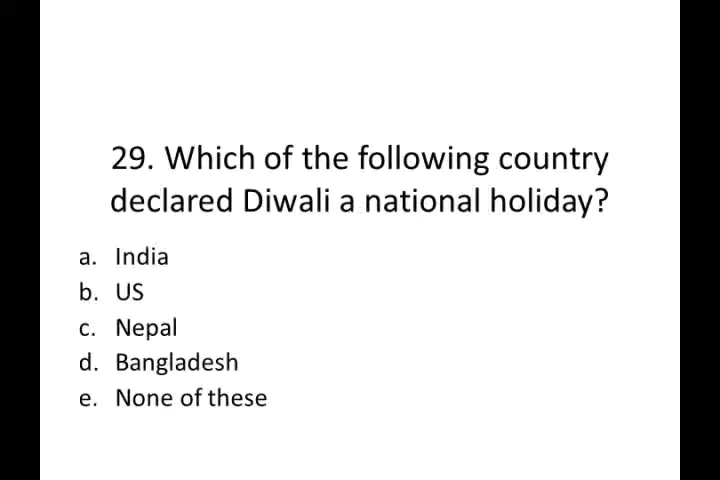 29. Which of the following country
declared Diwali a national holiday?
a. India
b. US
c. Nepal
d. Bangladesh
e. None of these